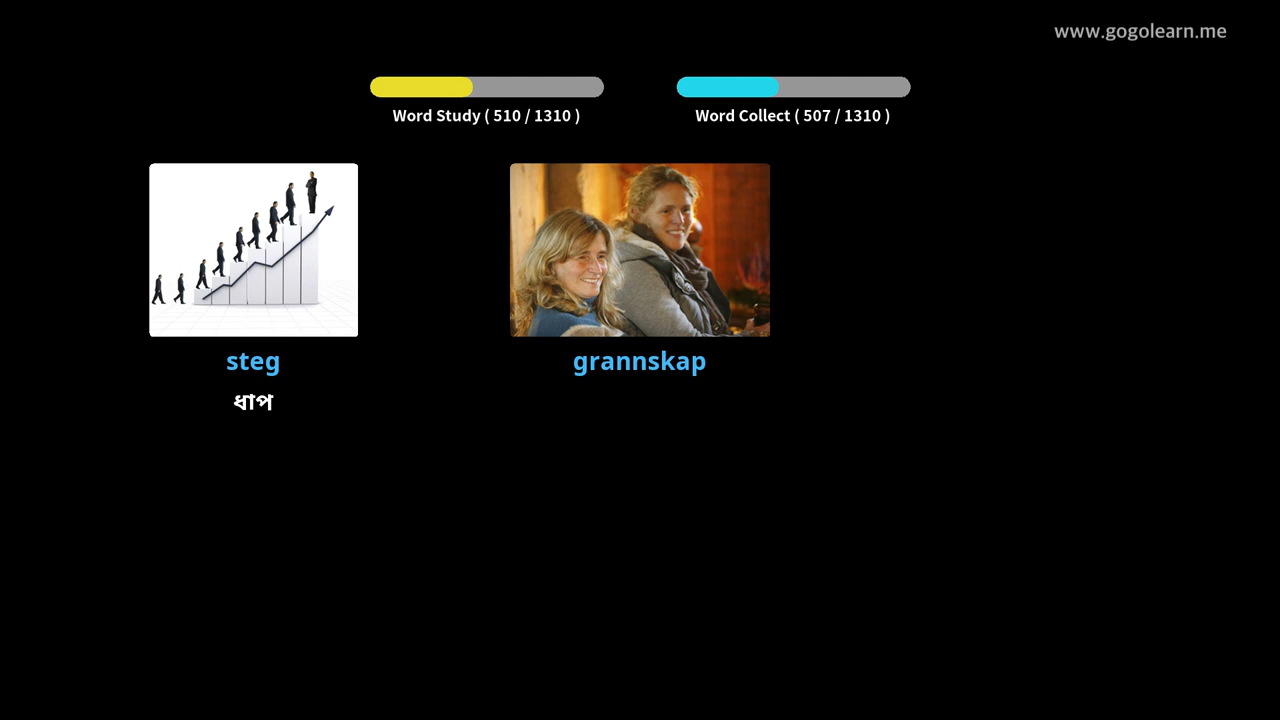 www.gogolearn.me
Word Study ( 510 / 1310 )
Word Collect ( 507 / 1310 )
steg
grannskap
ধাপ